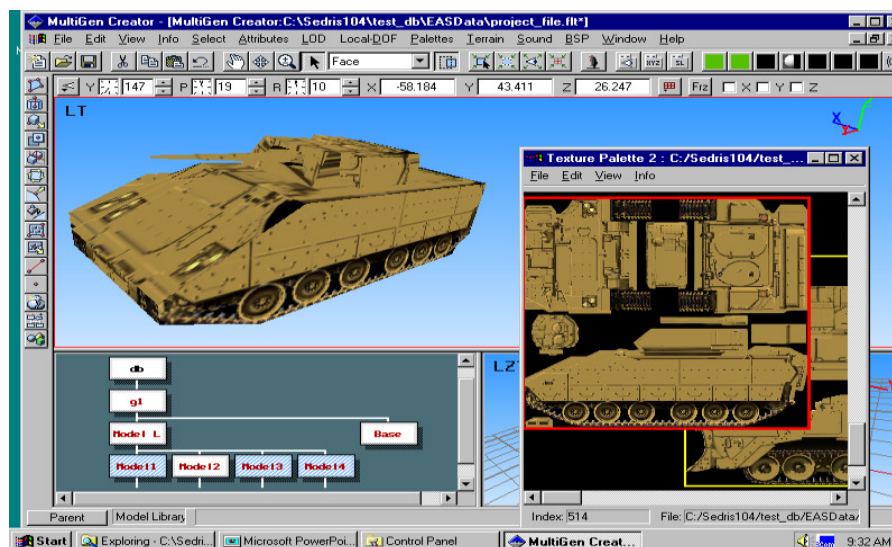 MultiGen Creator - [MultiGen Creator:C:\Sedris104\test_db\EASData\project_file.flt*]
File Edit View Info Select Attributes LOD Local-DOF Palettes Terrain Sound BSP Window Help
Face
XYZ SL
Y 147 P 19 R 10 X -58.184 Y 43.411 Z 26.247 Frz X Y Z
LT
X
Texture Palette 2 : C:/Sedris104/test_...
File Edit View Info
db
g1
Model L
Base
Model1 Model2 Model3 Model4
Index: 514 File: C:/Sedris104/test_db/EASData/
Parent Model Library
Start Exploring - C:\Sedri... Microsoft PowerPoi... Control Panel MultiGen Creat... 9:32 AM